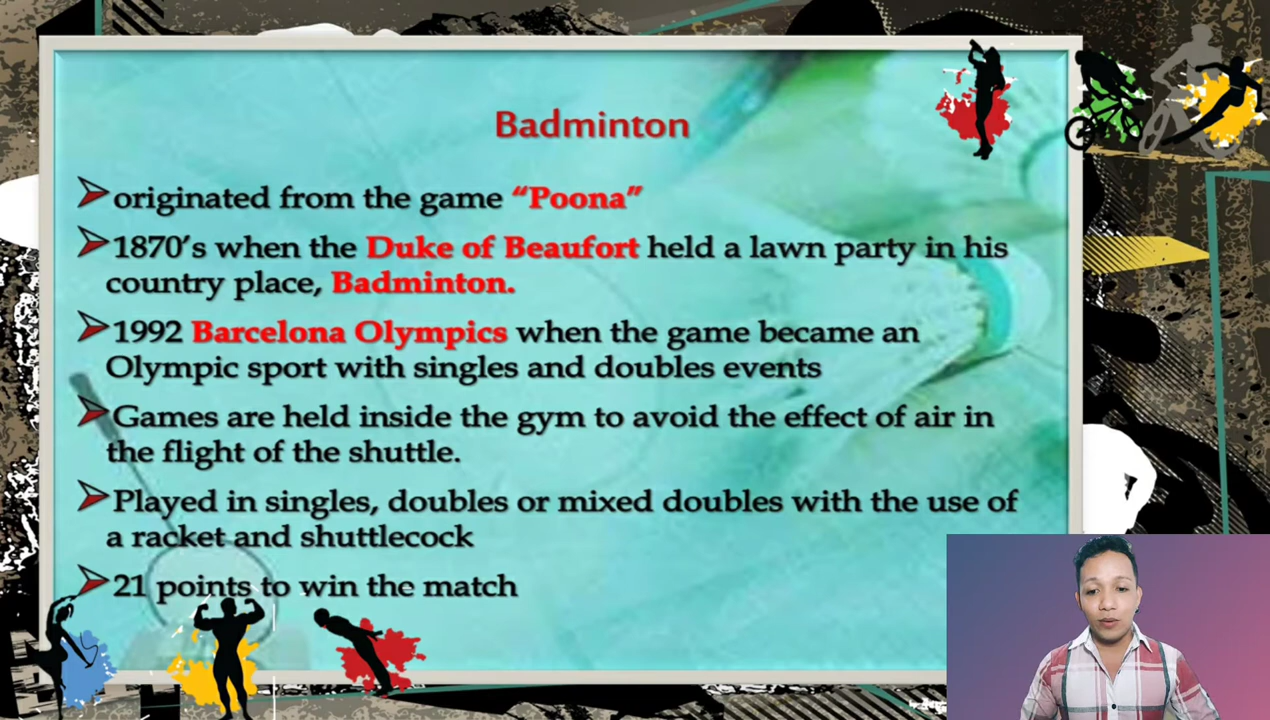 Badminton
originated from the game “Poona”
1870’s when the Duke of Beaufort held a lawn party in his
country place, Badminton.
1992 Barcelona Olympics when the game became an
Olympic sport with singles and doubles events
Games are held inside the gym to avoid the effect of air in
the flight of the shuttle.
Played in singles, doubles or mixed doubles with the use of
a racket and shuttlecock
21 points to win the match